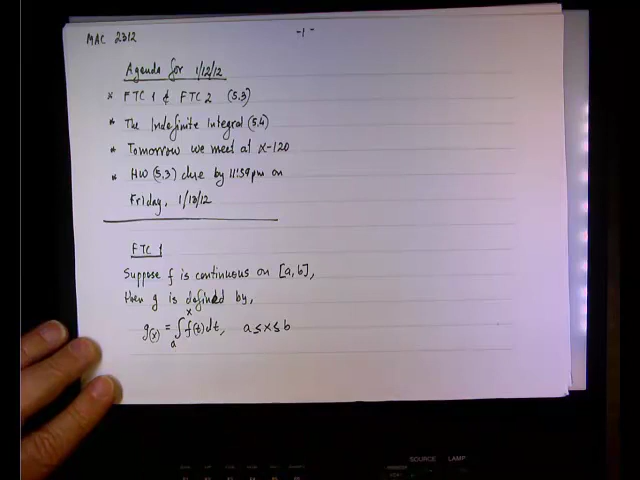 MAC 2312
-1-
Agenda for 1/12/12
* FTC 1 & FTC 2 (5.3)
* The Indefinite Integral (5.4)
* Tomorrow we meet at X-120
* HW (5.3) due by 11:59pm on
Friday, 1/13/12
FTC 1
Suppose f is continuous on [a,b],
then g is defined by,
g(x) = ∫ₐˣ f(t)dt, a ≤ x ≤ b
SOURCE LAMP